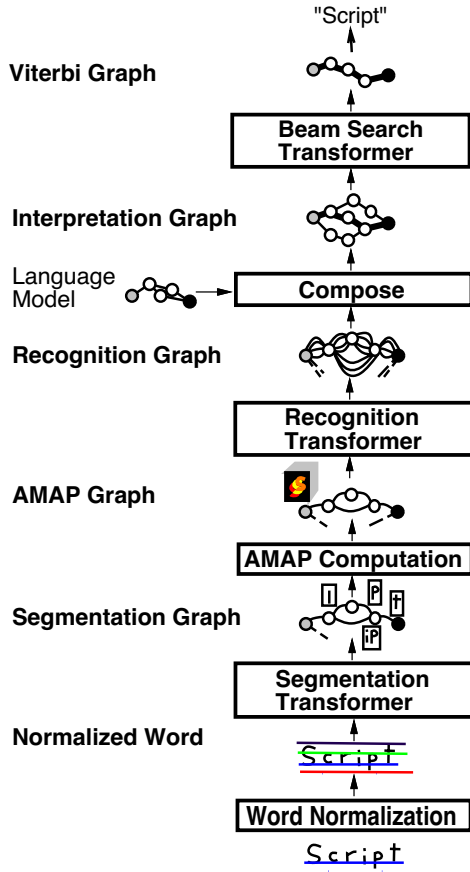 "Script"
Viterbi Graph
Beam Search
Transformer
Interpretation Graph
Language
Model
Compose
Recognition Graph
Recognition
Transformer
AMAP Graph
AMAP Computation
l p t
Segmentation Graph
ip
Segmentation
Transformer
Normalized Word
Script
Word Normalization
Script